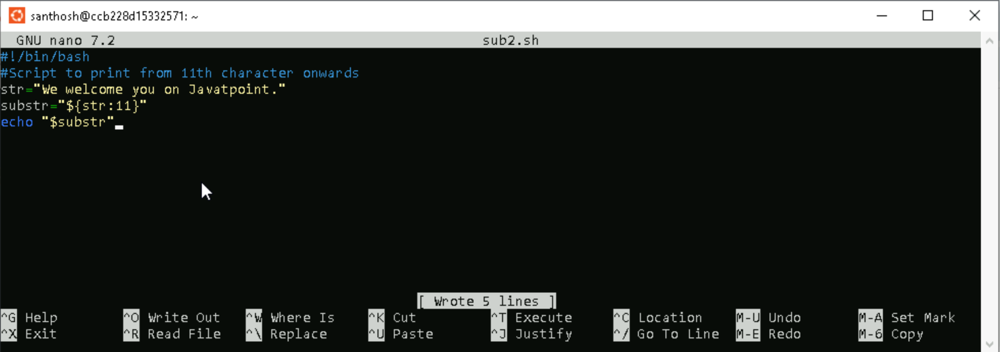 santhosh@ccb228d15332571: ~
GNU nano 7.2 sub2.sh
#!/bin/bash
#Script to print from 11th character onwards
str="We welcome you on Javatpoint."
substr="${str:11}"
echo "$substr"
[ Wrote 5 lines ]
^G Help ^O Write Out ^W Where Is ^K Cut ^T Execute ^C Location M-U Undo M-A Set Mark
^X Exit ^R Read File ^\ Replace ^U Paste ^J Justify ^/ Go To Line M-E Redo M-6 Copy